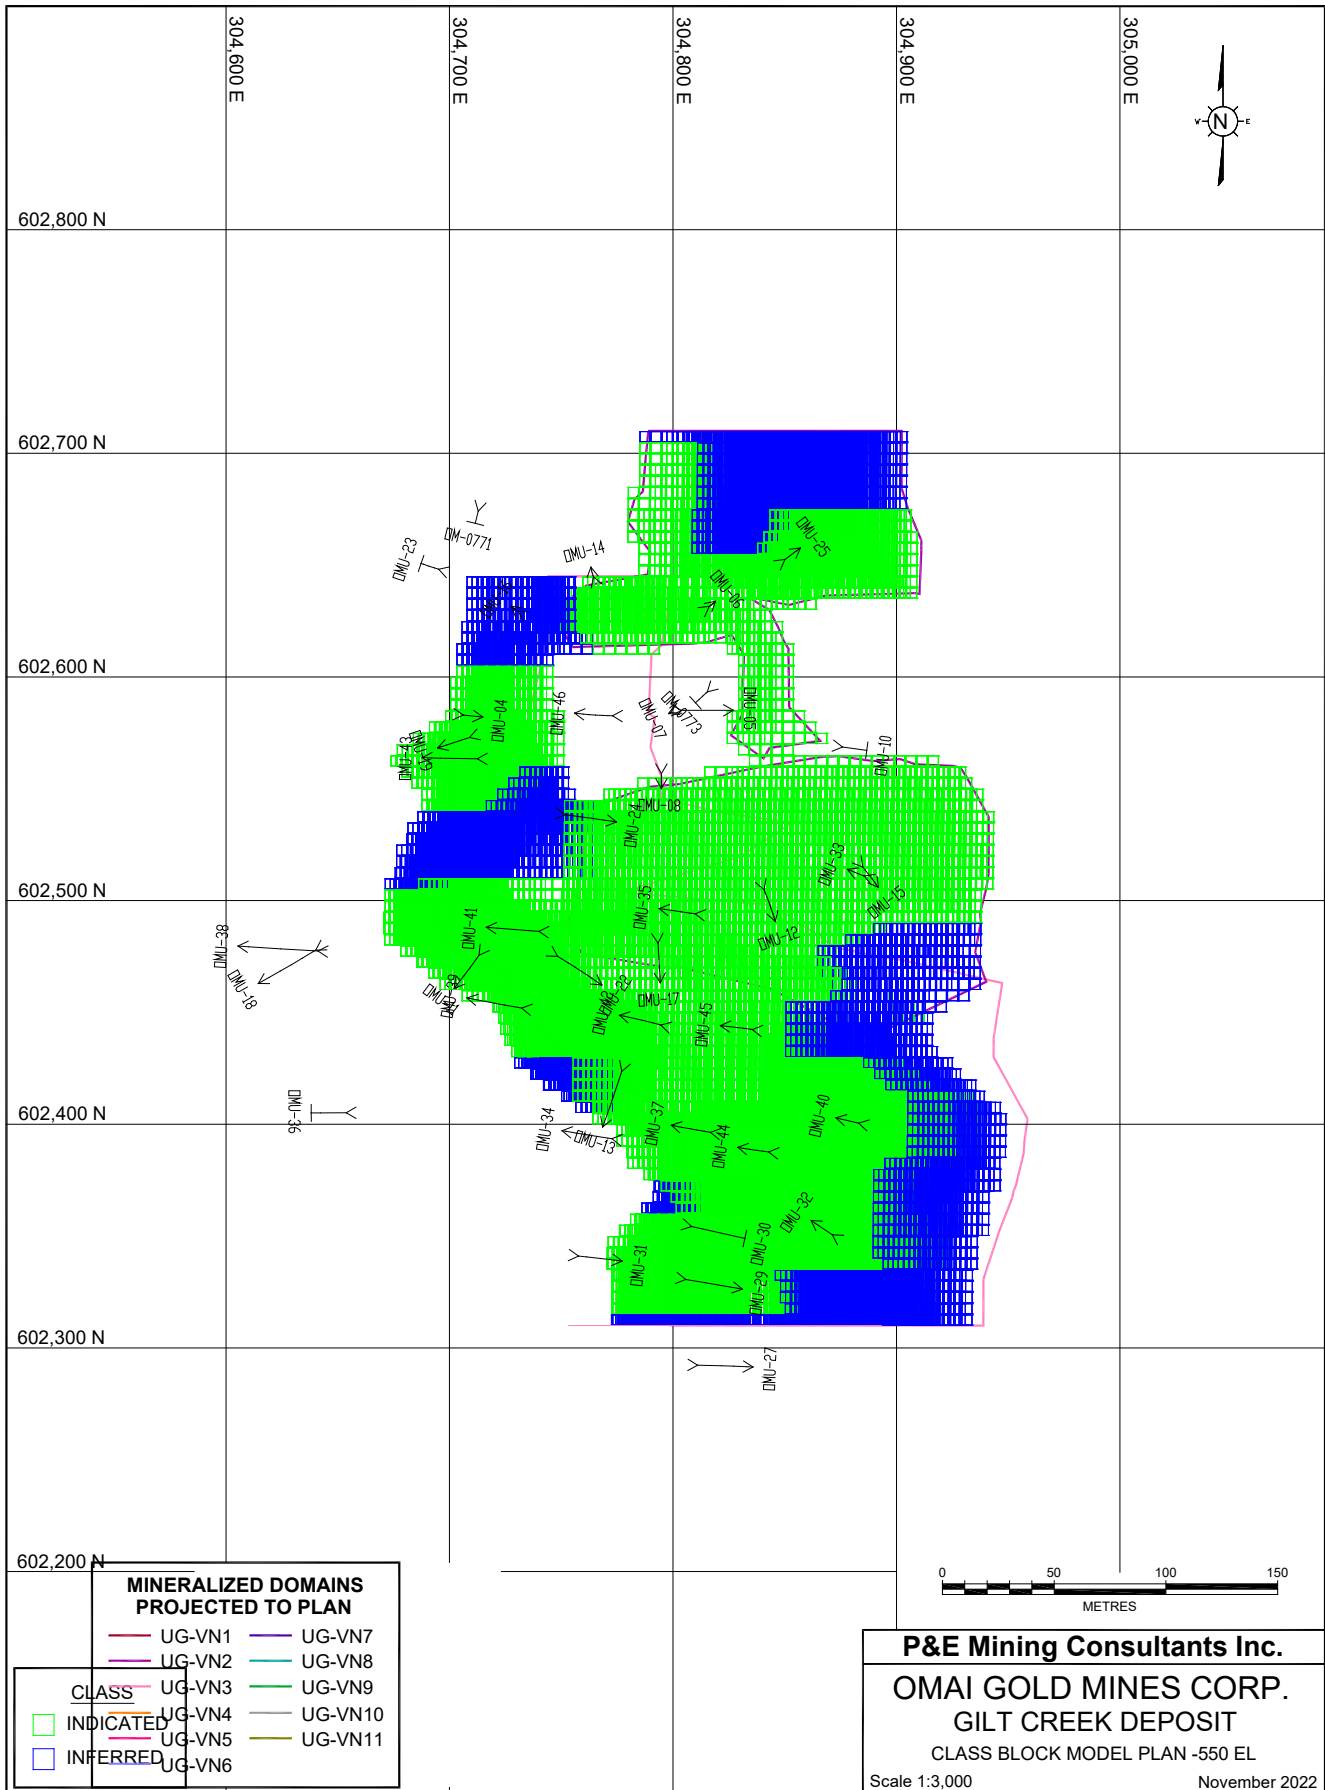 304,600 E
304,700 E
304,800 E
304,900 E
305,000 E
W N E
602,800 N
602,700 N
602,600 N
602,500 N
602,400 N
602,300 N
602,200 N
OMU-23
OM-0771
OMU-14
OMU-25
OMU-06
OMU-04
OMU-46
OMU-07
OM-0773
OMU-05
OMU-10
OMU-43
OMU-08
OMU-24
OMU-33
OMU-15
OMU-35
OMU-12
OMU-41
OMU-38
OMU-18
OMU-22
OMU-17
OMU-45
OMU-36
OMU-34
OMU-13
OMU-37
OMU-44
OMU-40
OMU-32
OMU-30
OMU-31
OMU-29
OMU-27
MINERALIZED DOMAINS
PROJECTED TO PLAN
UG-VN1
UG-VN2
UG-VN3
UG-VN4
UG-VN5
UG-VN6
UG-VN7
UG-VN8
UG-VN9
UG-VN10
UG-VN11
CLASS
INDICATED
INFERRED
0 50 100 150
METRES
P&E Mining Consultants Inc.
OMAI GOLD MINES CORP.
GILT CREEK DEPOSIT
CLASS BLOCK MODEL PLAN -550 EL
Scale 1:3,000 November 2022